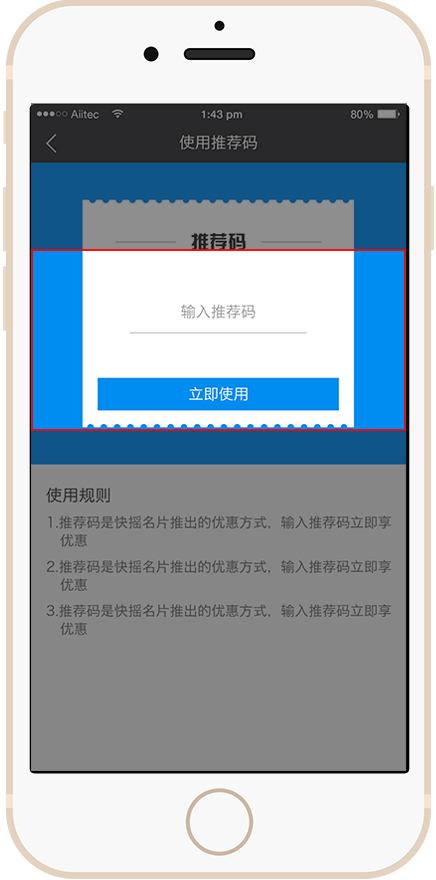 Aiitec 1:43 pm 80%
使用推荐码
推荐码
输入推荐码
立即使用
使用规则
1.推荐码是快摇名片推出的优惠方式，输入推荐码立即享
优惠
2.推荐码是快摇名片推出的优惠方式，输入推荐码立即享
优惠
3.推荐码是快摇名片推出的优惠方式，输入推荐码立即享
优惠